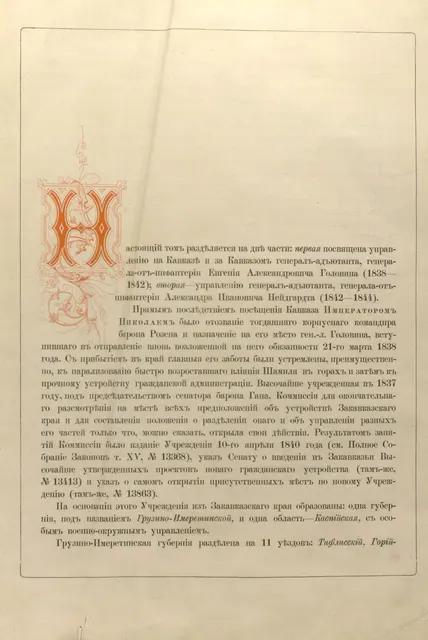 Настоящій томъ раздѣляется на двѣ части: первая посвящена управ-
ленію на Кавказѣ и за Кавказомъ генералъ-адъютанта, генера-
ла-отъ-инфантеріи Евгенія Александровича Головина (1838—
1842); вторая—управленію генералъ-адъютанта, генерала-отъ-
инфантеріи Александра Ивановича Нейдгардта (1842—1844).
Прямымъ послѣдствіемъ посѣщенія Кавказа Императоромъ
Николаемъ было отозваніе тогдашняго корпуснаго командира
барона Розена и назначеніе на его мѣсто ген.-л. Головина, всту-
пившаго въ отправленіе вновь возложенной на него обязанности 21-го марта 1838
года. Съ прибытіемъ въ край главныя его заботы были устремлены, преимуществен-
но, къ парализованію быстро возроставшаго вліянія Шамиля въ горахъ и затѣмъ къ
прочному устройству гражданской администраціи. Высочайше учрежденная въ 1837
году, подъ предсѣдательствомъ сенатора барона Гана, Коммиссія для окончатель-
наго разсмотрѣнія на мѣстѣ всѣхъ предположеній объ устройствѣ Закавказскаго
края и для составленія положенія о раздѣленіи онаго и объ управленіи разныхъ
его частей только что, можно сказать, открыла свои дѣйствія. Результатомъ заня-
тій Коммиссіи было изданіе Учрежденія 10-го апрѣля 1840 года (см. Полное Со-
браніе Законовъ т. XV, № 13368), указъ Сенату о введеніи въ Закавказьи Вы-
сочайше утвержденныхъ проектовъ новаго гражданскаго устройства (тамъ-же,
№ 13413) и указъ о самомъ открытіи присутственныхъ мѣстъ по новому Учреж-
денію (тамъ-же, № 13863).
На основаніи этого Учрежденія изъ Закавказскаго края образованы: одна губер-
нія, подъ названіемъ Грузино-Имеретинской, и одна область—Каспійская, съ осо-
бымъ военно-окружнымъ управленіемъ.
Грузино-Имеретинская губернія раздѣлена на 11 уѣздовъ: Тифлисскій, Горій-